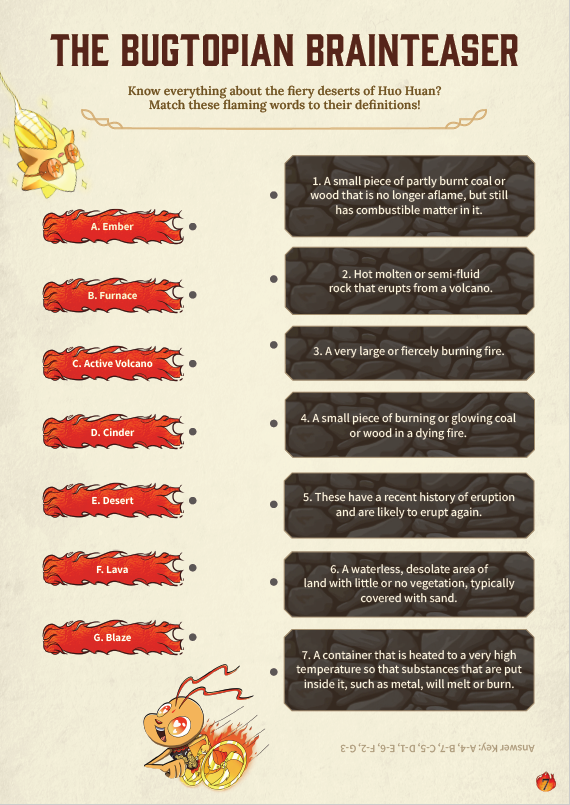 THE BUGTOPIAN BRAINTEASER
Know everything about the fiery deserts of Huo Huan?
Match these flaming words to their definitions!
A. Ember
B. Furnace
C. Active Volcano
D. Cinder
E. Desert
F. Lava
G. Blaze
1. A small piece of partly burnt coal or
wood that is no longer aflame, but still
has combustible matter in it.
2. Hot molten or semi-fluid
rock that erupts from a volcano.
3. A very large or fiercely burning fire.
4. A small piece of burning or glowing coal
or wood in a dying fire.
5. These have a recent history of eruption
and are likely to erupt again.
6. A waterless, desolate area of
land with little or no vegetation, typically
covered with sand.
7. A container that is heated to a very high
temperature so that substances that are put
inside it, such as metal, will melt or burn.
Answer Key: A-4, B-7, C-5, D-1, E-6, F-2, G-3
7